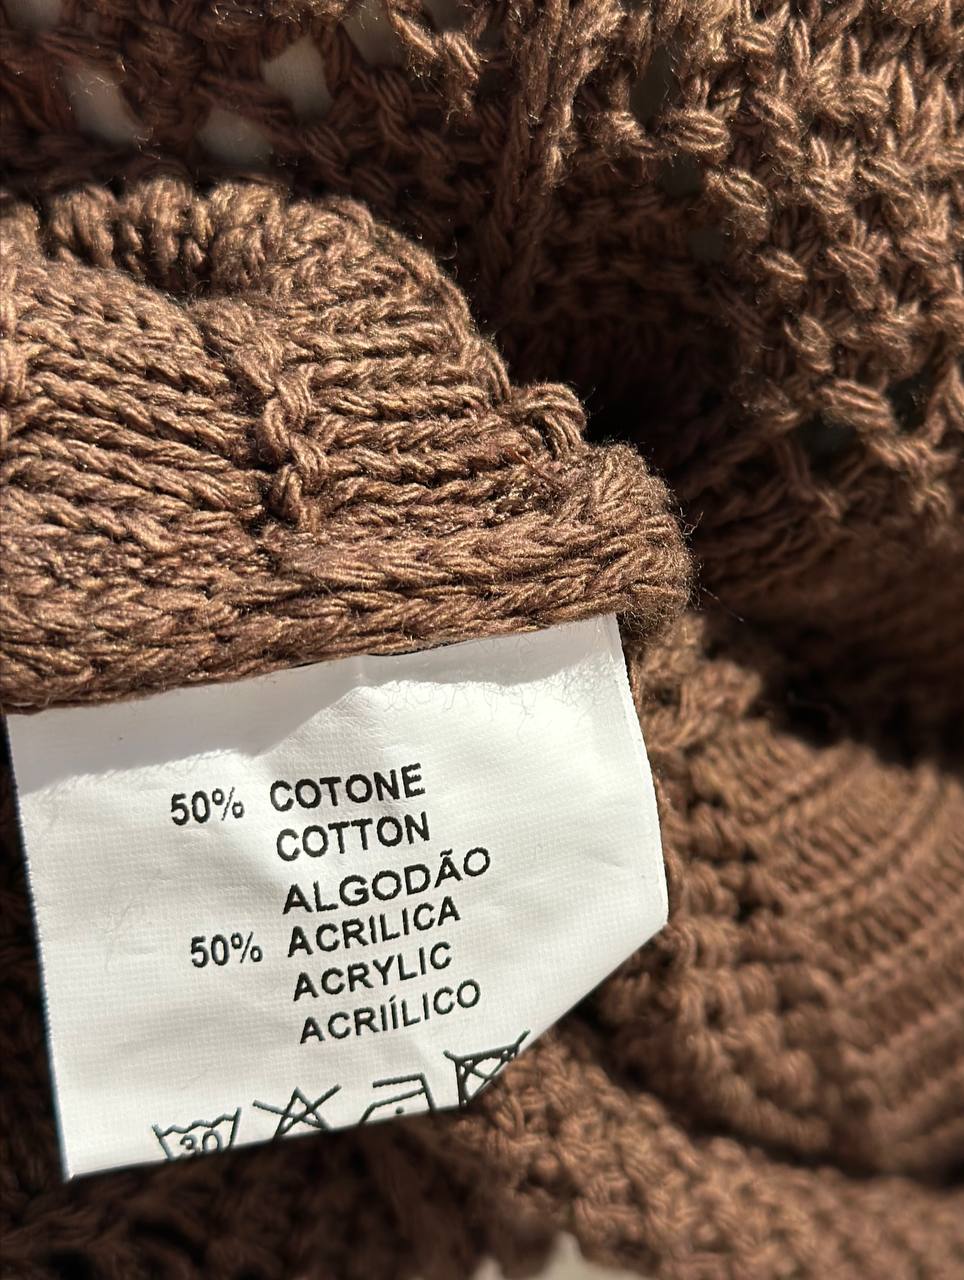 50% COTONE
COTTON
ALGODÃO
50% ACRILICA
ACRYLIC
ACRIÍLICO
30